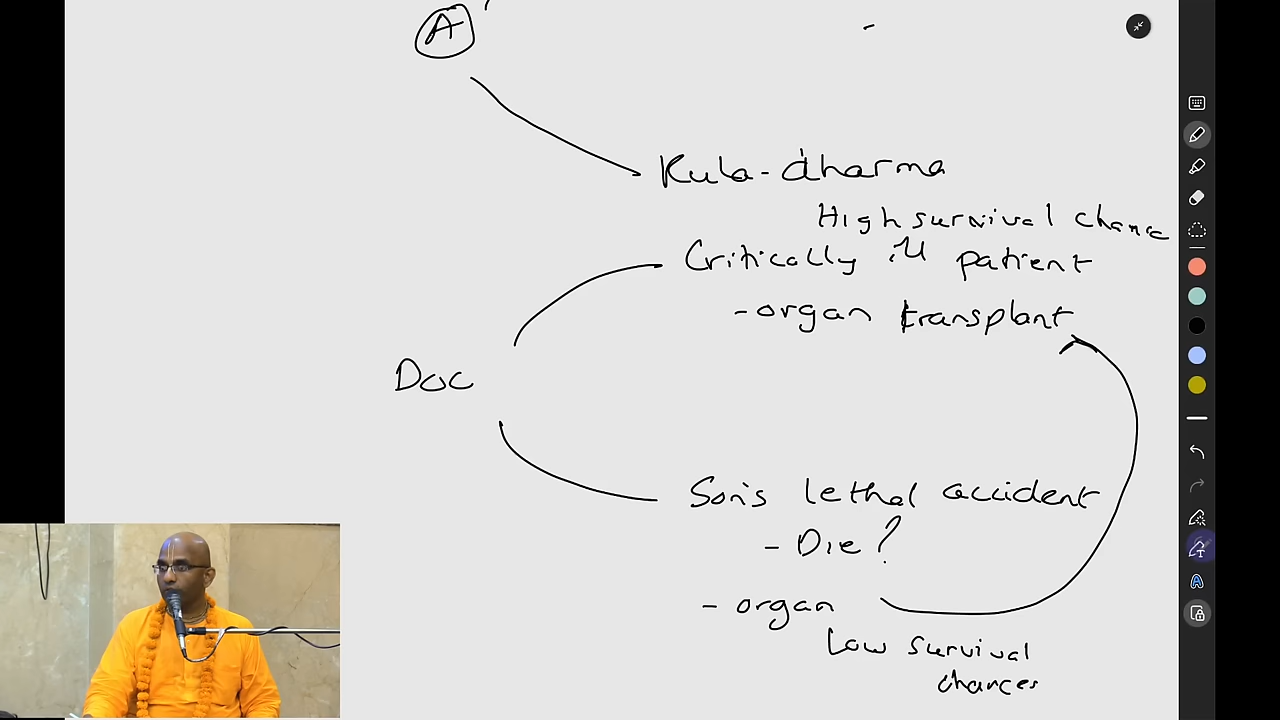 A
Kula-dharma
High survival chance
Critically ill patient
- organ transplant
Doc
Son's lethal accident
- Die?
- organ
Low survival
chances